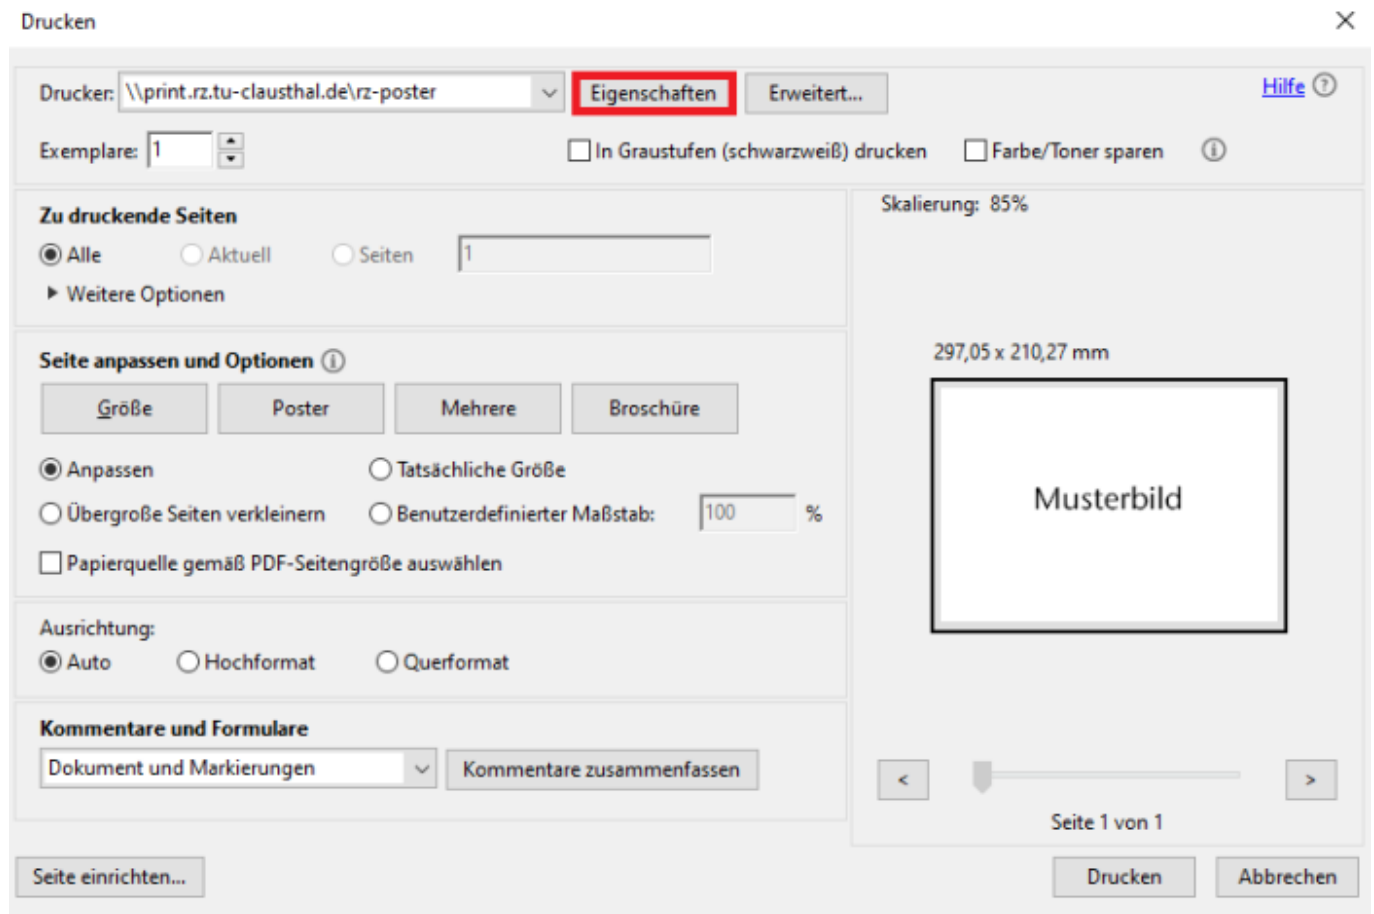 Drucken
Drucker: \\print.rz.tu-clausthal.de\rz-poster Eigenschaften Erweitert... Hilfe ?
Exemplare: 1 In Graustufen (schwarzweiß) drucken Farbe/Toner sparen i
Zu druckende Seiten
Alle Aktuell Seiten 1
Weitere Optionen
Seite anpassen und Optionen i
Größe Poster Mehrere Broschüre
Anpassen Tatsächliche Größe
Übergroße Seiten verkleinern Benutzerdefinierter Maßstab: 100 %
Papierquelle gemäß PDF-Seitengröße auswählen
Ausrichtung:
Auto Hochformat Querformat
Kommentare und Formulare
Dokument und Markierungen Kommentare zusammenfassen
Skalierung: 85%
297,05 x 210,27 mm
Musterbild
< >
Seite 1 von 1
Seite einrichten... Drucken Abbrechen